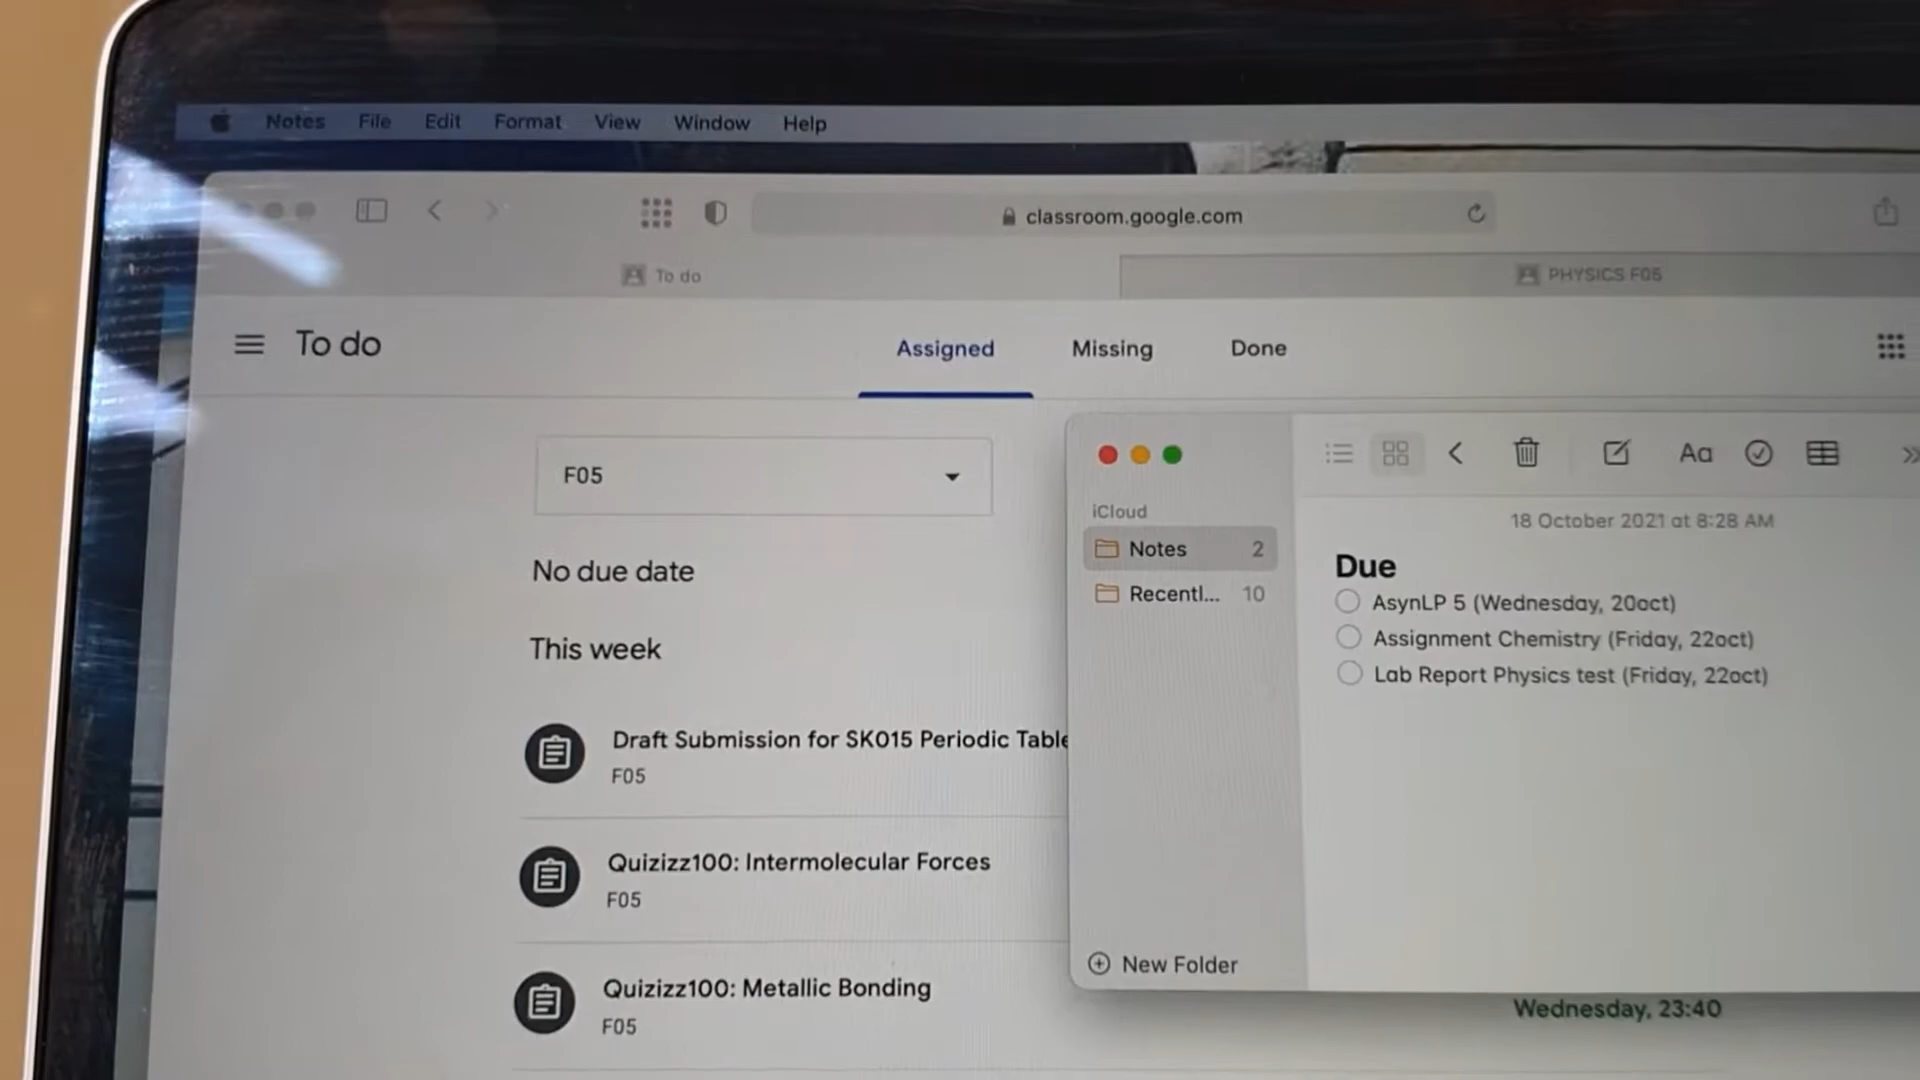 Notes File Edit Format View Window Help
classroom.google.com
To do
PHYSICS F05
To do
Assigned Missing Done
F05
No due date
This week
Draft Submission for SK015 Periodic Table
F05
Quizizz100: Intermolecular Forces
F05
Quizizz100: Metallic Bonding
F05
Wednesday, 23:40
iCloud
Notes 2
Recentl... 10
New Folder
Aa
18 October 2021 at 8:28 AM
Due
AsynLP 5 (Wednesday, 20oct)
Assignment Chemistry (Friday, 22oct)
Lab Report Physics test (Friday, 22oct)